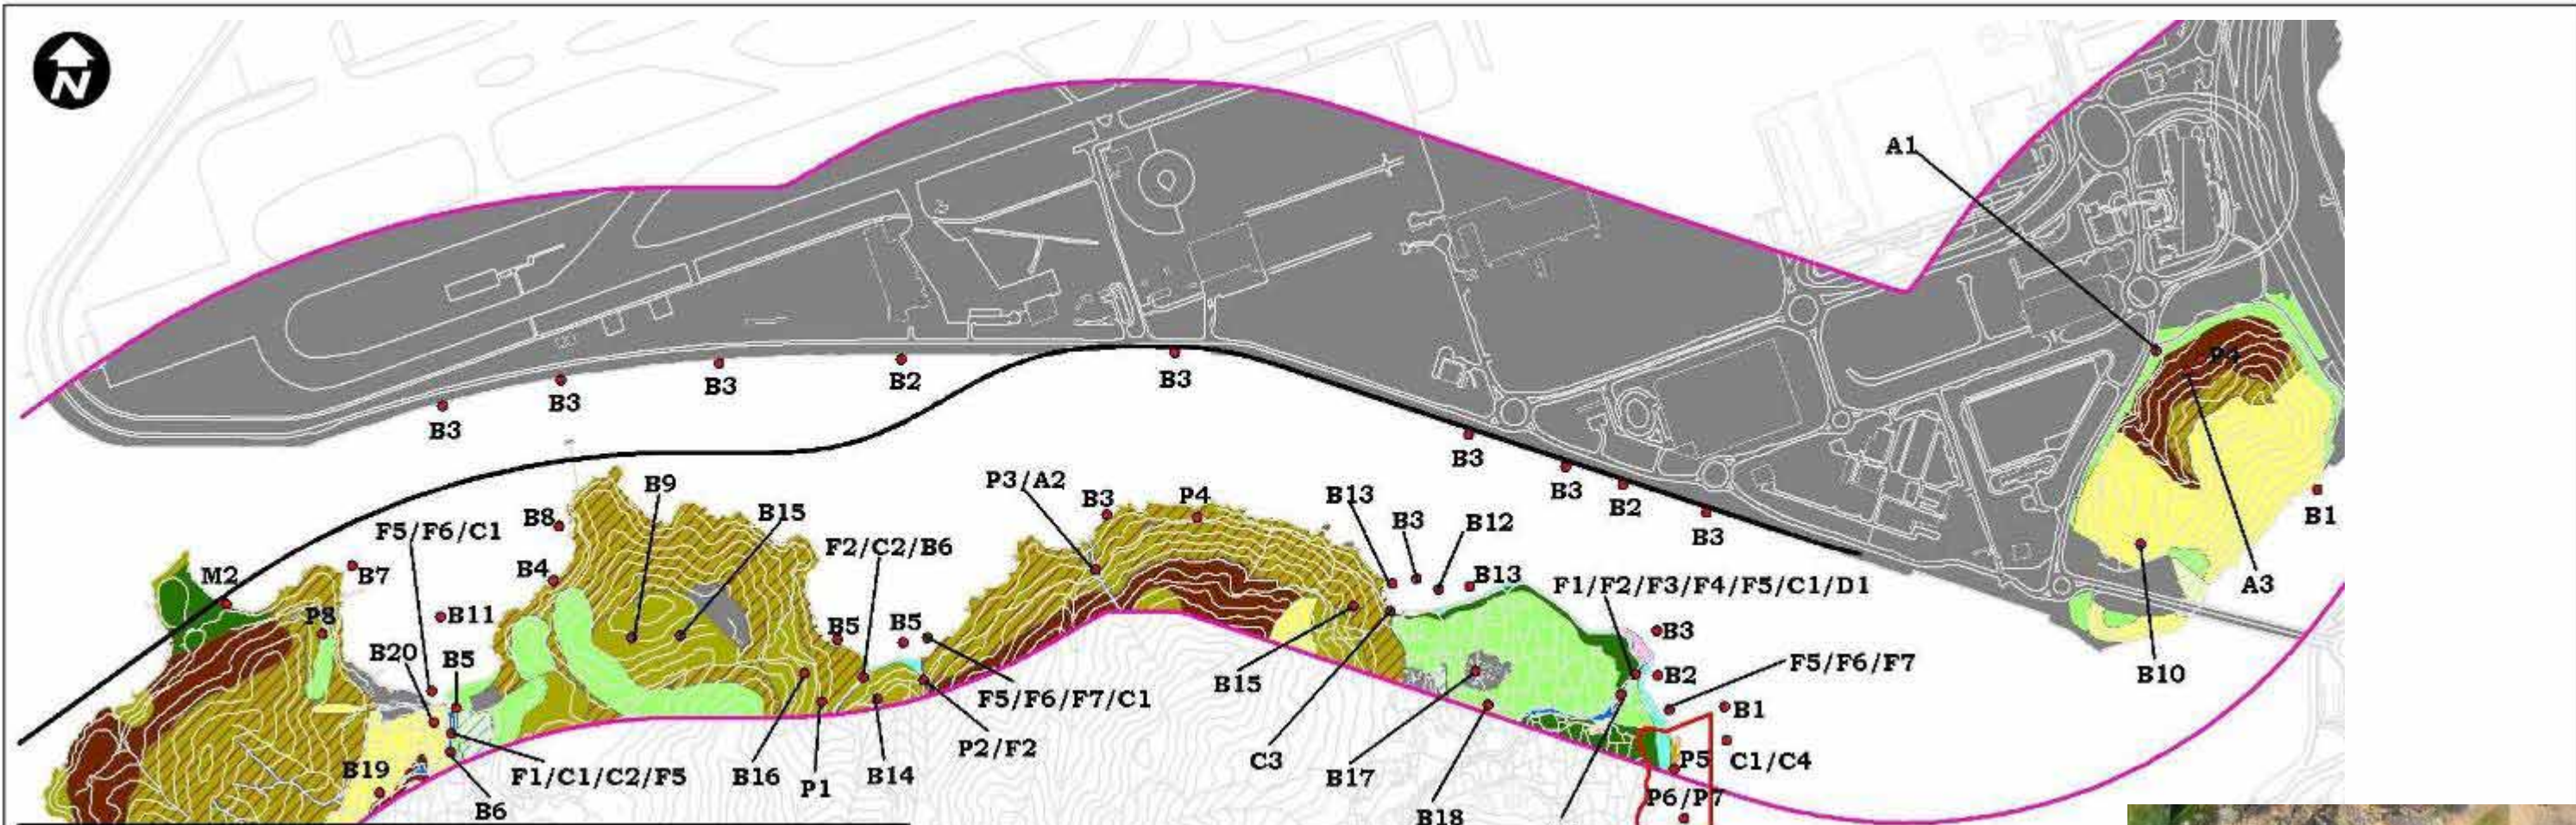 N
A1
P4
B3
B3
B3
B2
B3
B3
B3
B2
B3
B1
A3
B10
M2
P8
B7
F5/F6/C1
B11
B20
B5
B19
B6
F1/C1/C2/F5
B8
B4
B9
B15
F2/C2/B6
B5
B5
B16
P1
B14
P2/F2
F5/F6/F7/C1
P3/A2
B3
P4
B13
B3
B12
B13
B15
C3
B17
B18
F1/F2/F3/F4/F5/C1/D1
B3
B2
F5/F6/F7
B1
P5
C1/C4
P6/P7